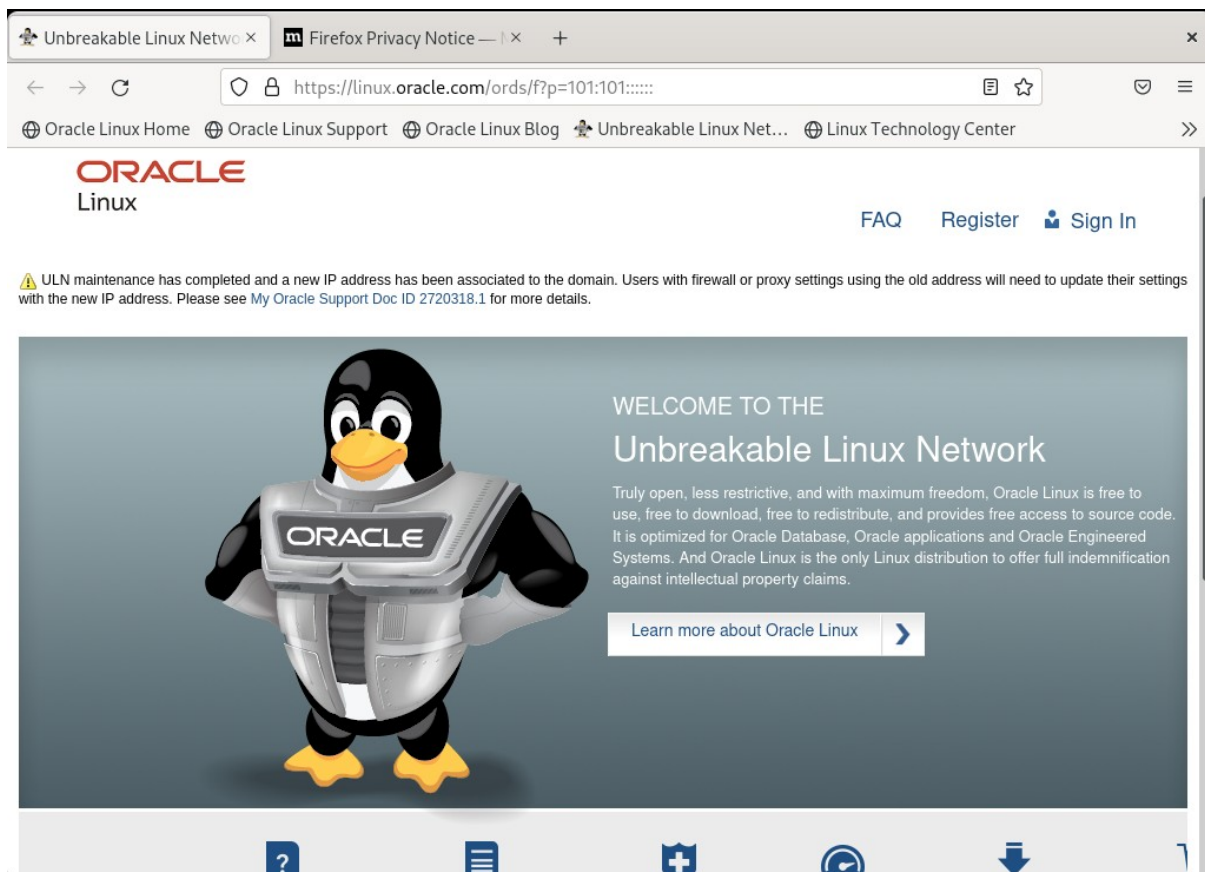 Unbreakable Linux Netwo
Firefox Privacy Notice —
https://linux.oracle.com/ords/f?p=101:101::::::
Oracle Linux Home Oracle Linux Support Oracle Linux Blog Unbreakable Linux Net... Linux Technology Center
ORACLE
Linux
FAQ Register Sign In
ULN maintenance has completed and a new IP address has been associated to the domain. Users with firewall or proxy settings using the old address will need to update their settings
with the new IP address. Please see My Oracle Support Doc ID 2720318.1 for more details.
WELCOME TO THE
Unbreakable Linux Network
Truly open, less restrictive, and with maximum freedom, Oracle Linux is free to
use, free to download, free to redistribute, and provides free access to source code.
It is optimized for Oracle Database, Oracle applications and Oracle Engineered
Systems. And Oracle Linux is the only Linux distribution to offer full indemnification
against intellectual property claims.
ORACLE
Learn more about Oracle Linux